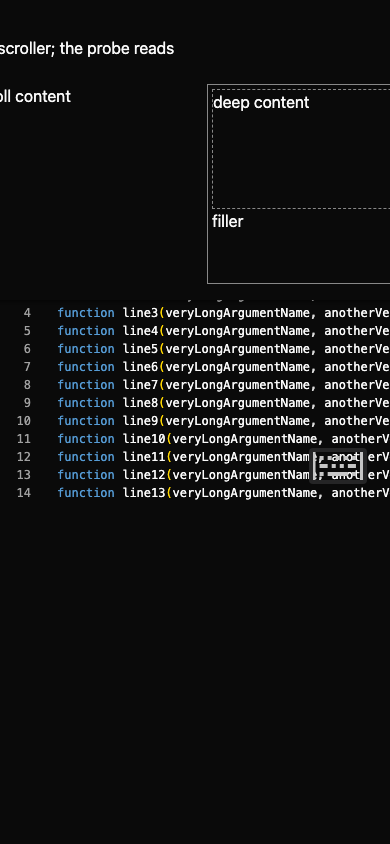 scroller; the probe reads
oll content
deep content
filler
4 function line3(veryLongArgumentName, anotherVe
5 function line4(veryLongArgumentName, anotherVe
6 function line5(veryLongArgumentName, anotherVe
7 function line6(veryLongArgumentName, anotherVe
8 function line7(veryLongArgumentName, anotherVe
9 function line8(veryLongArgumentName, anotherVe
10 function line9(veryLongArgumentName, anotherVe
11 function line10(veryLongArgumentName, anotherV
12 function line11(veryLongArgumentNam erV
13 function line12(veryLongArgumentNam erV
14 function line13(veryLongArgumentName, anotherV